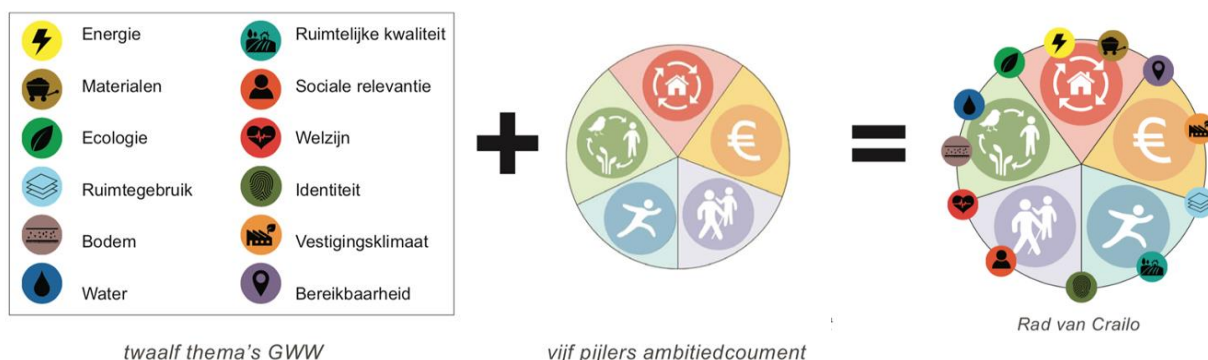 Energie
Materialen
Ecologie
Ruimtegebruik
Bodem
Water
Ruimtelijke kwaliteit
Sociale relevantie
Welzijn
Identiteit
Vestigingsklimaat
Bereikbaarheid
+
€
=
€
twaalf thema's GWW
vijf pijlers ambitiedcoument
Rad van Crailo